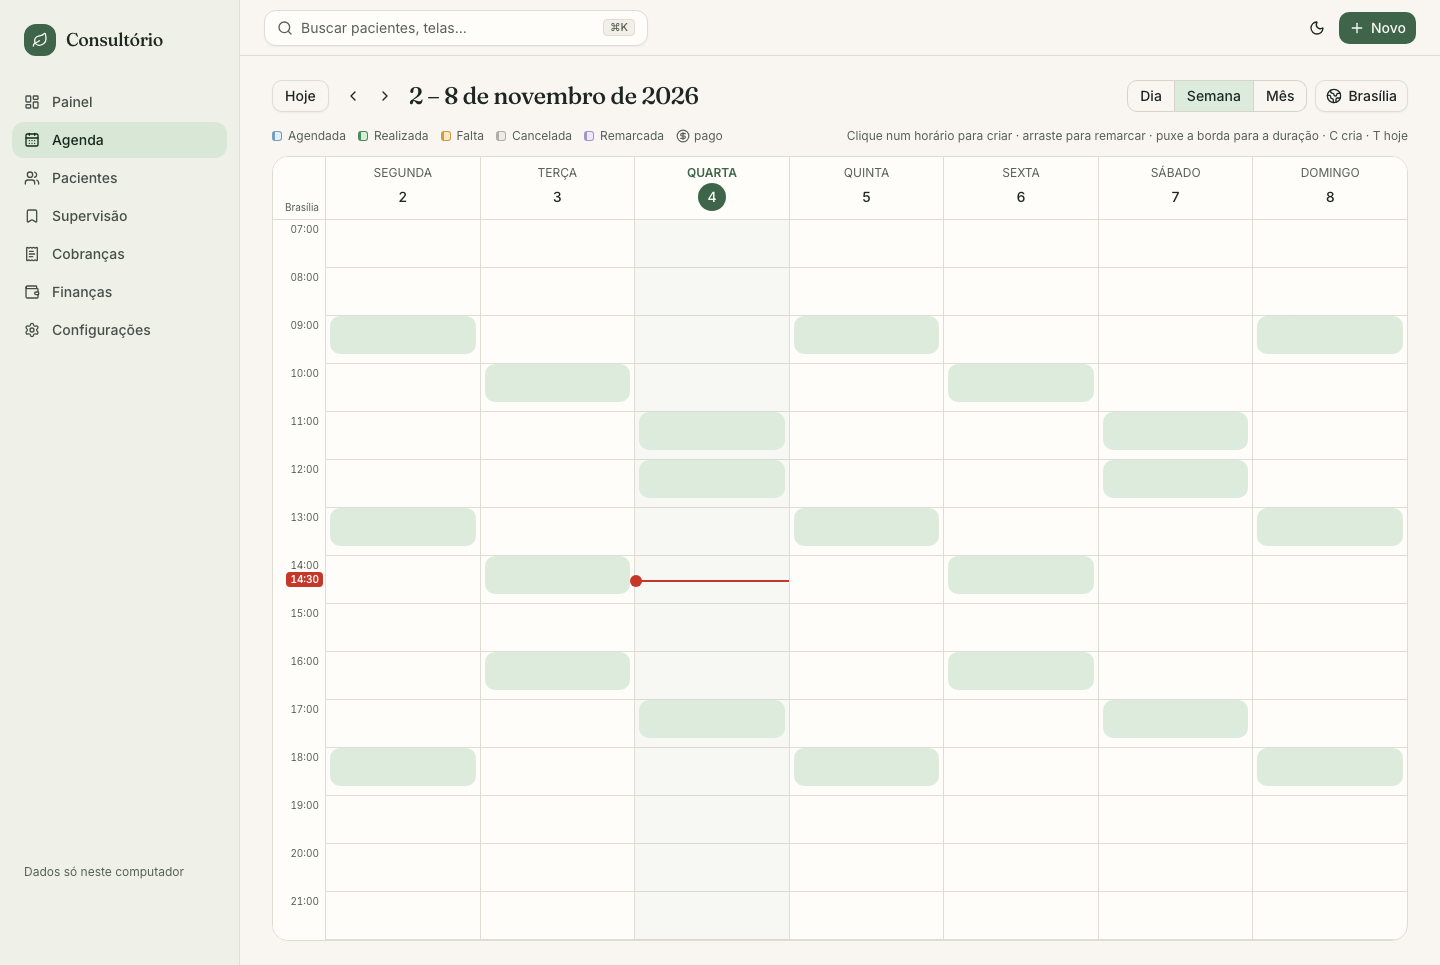 Consultório
Buscar pacientes, telas...
⌘K
Novo
Painel
Agenda
Pacientes
Supervisão
Cobranças
Finanças
Configurações
Dados só neste computador
Hoje
2 – 8 de novembro de 2026
Dia
Semana
Mês
Brasília
Agendada
Realizada
Falta
Cancelada
Remarcada
pago
Clique num horário para criar · arraste para remarcar · puxe a borda para a duração · C cria · T hoje
Brasília
SEGUNDA
2
TERÇA
3
QUARTA
4
QUINTA
5
SEXTA
6
SÁBADO
7
DOMINGO
8
07:00
08:00
09:00
10:00
11:00
12:00
13:00
14:00
14:30
15:00
16:00
17:00
18:00
19:00
20:00
21:00